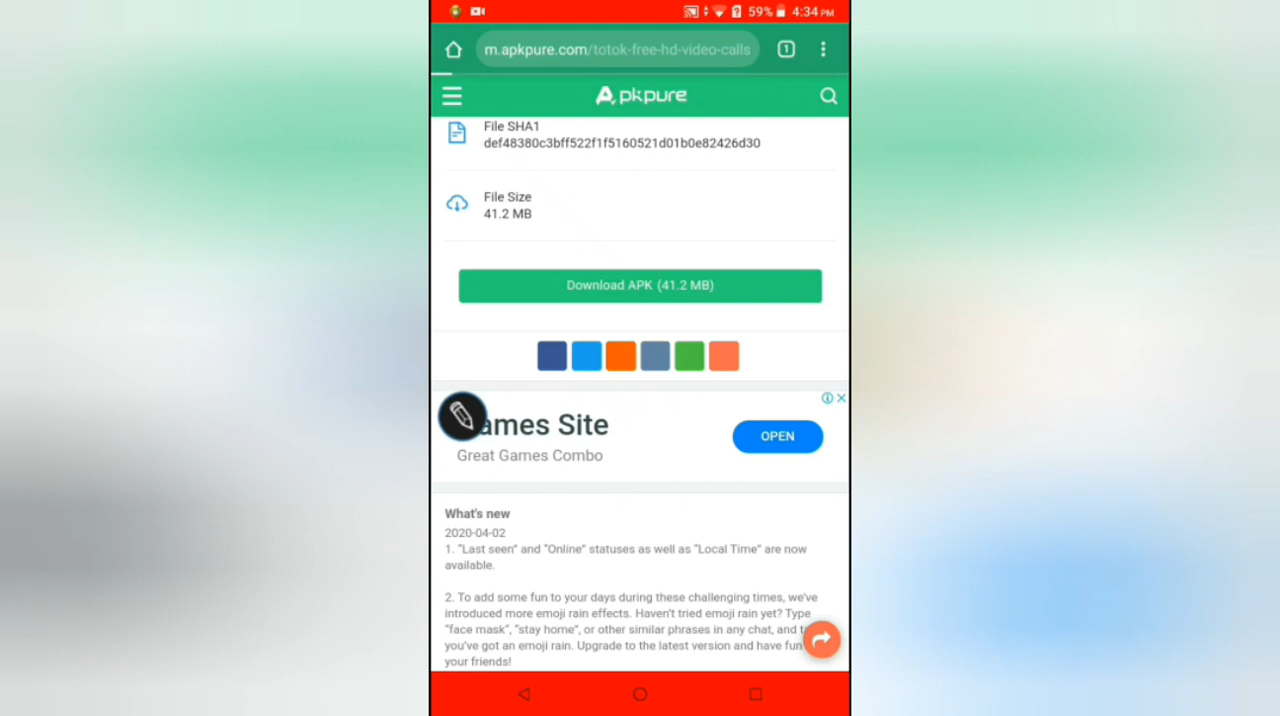 59% 4:34 PM
m.apkpure.com/totok-free-hd-video-calls
1
Apkpure
File SHA1
def48380c3bff522f1f5160521d01b0e82426d30
File Size
41.2 MB
Download APK (41.2 MB)
ames Site
Great Games Combo
OPEN
What's new
2020-04-02
1. “Last seen” and “Online” statuses as well as “Local Time” are now
available.
2. To add some fun to your days during these challenging times, we’ve
introduced more emoji rain effects. Haven’t tried emoji rain yet? Type
“face mask”, “stay home”, or other similar phrases in any chat, and
you’ve got an emoji rain. Upgrade to the latest version and have fun
your friends!